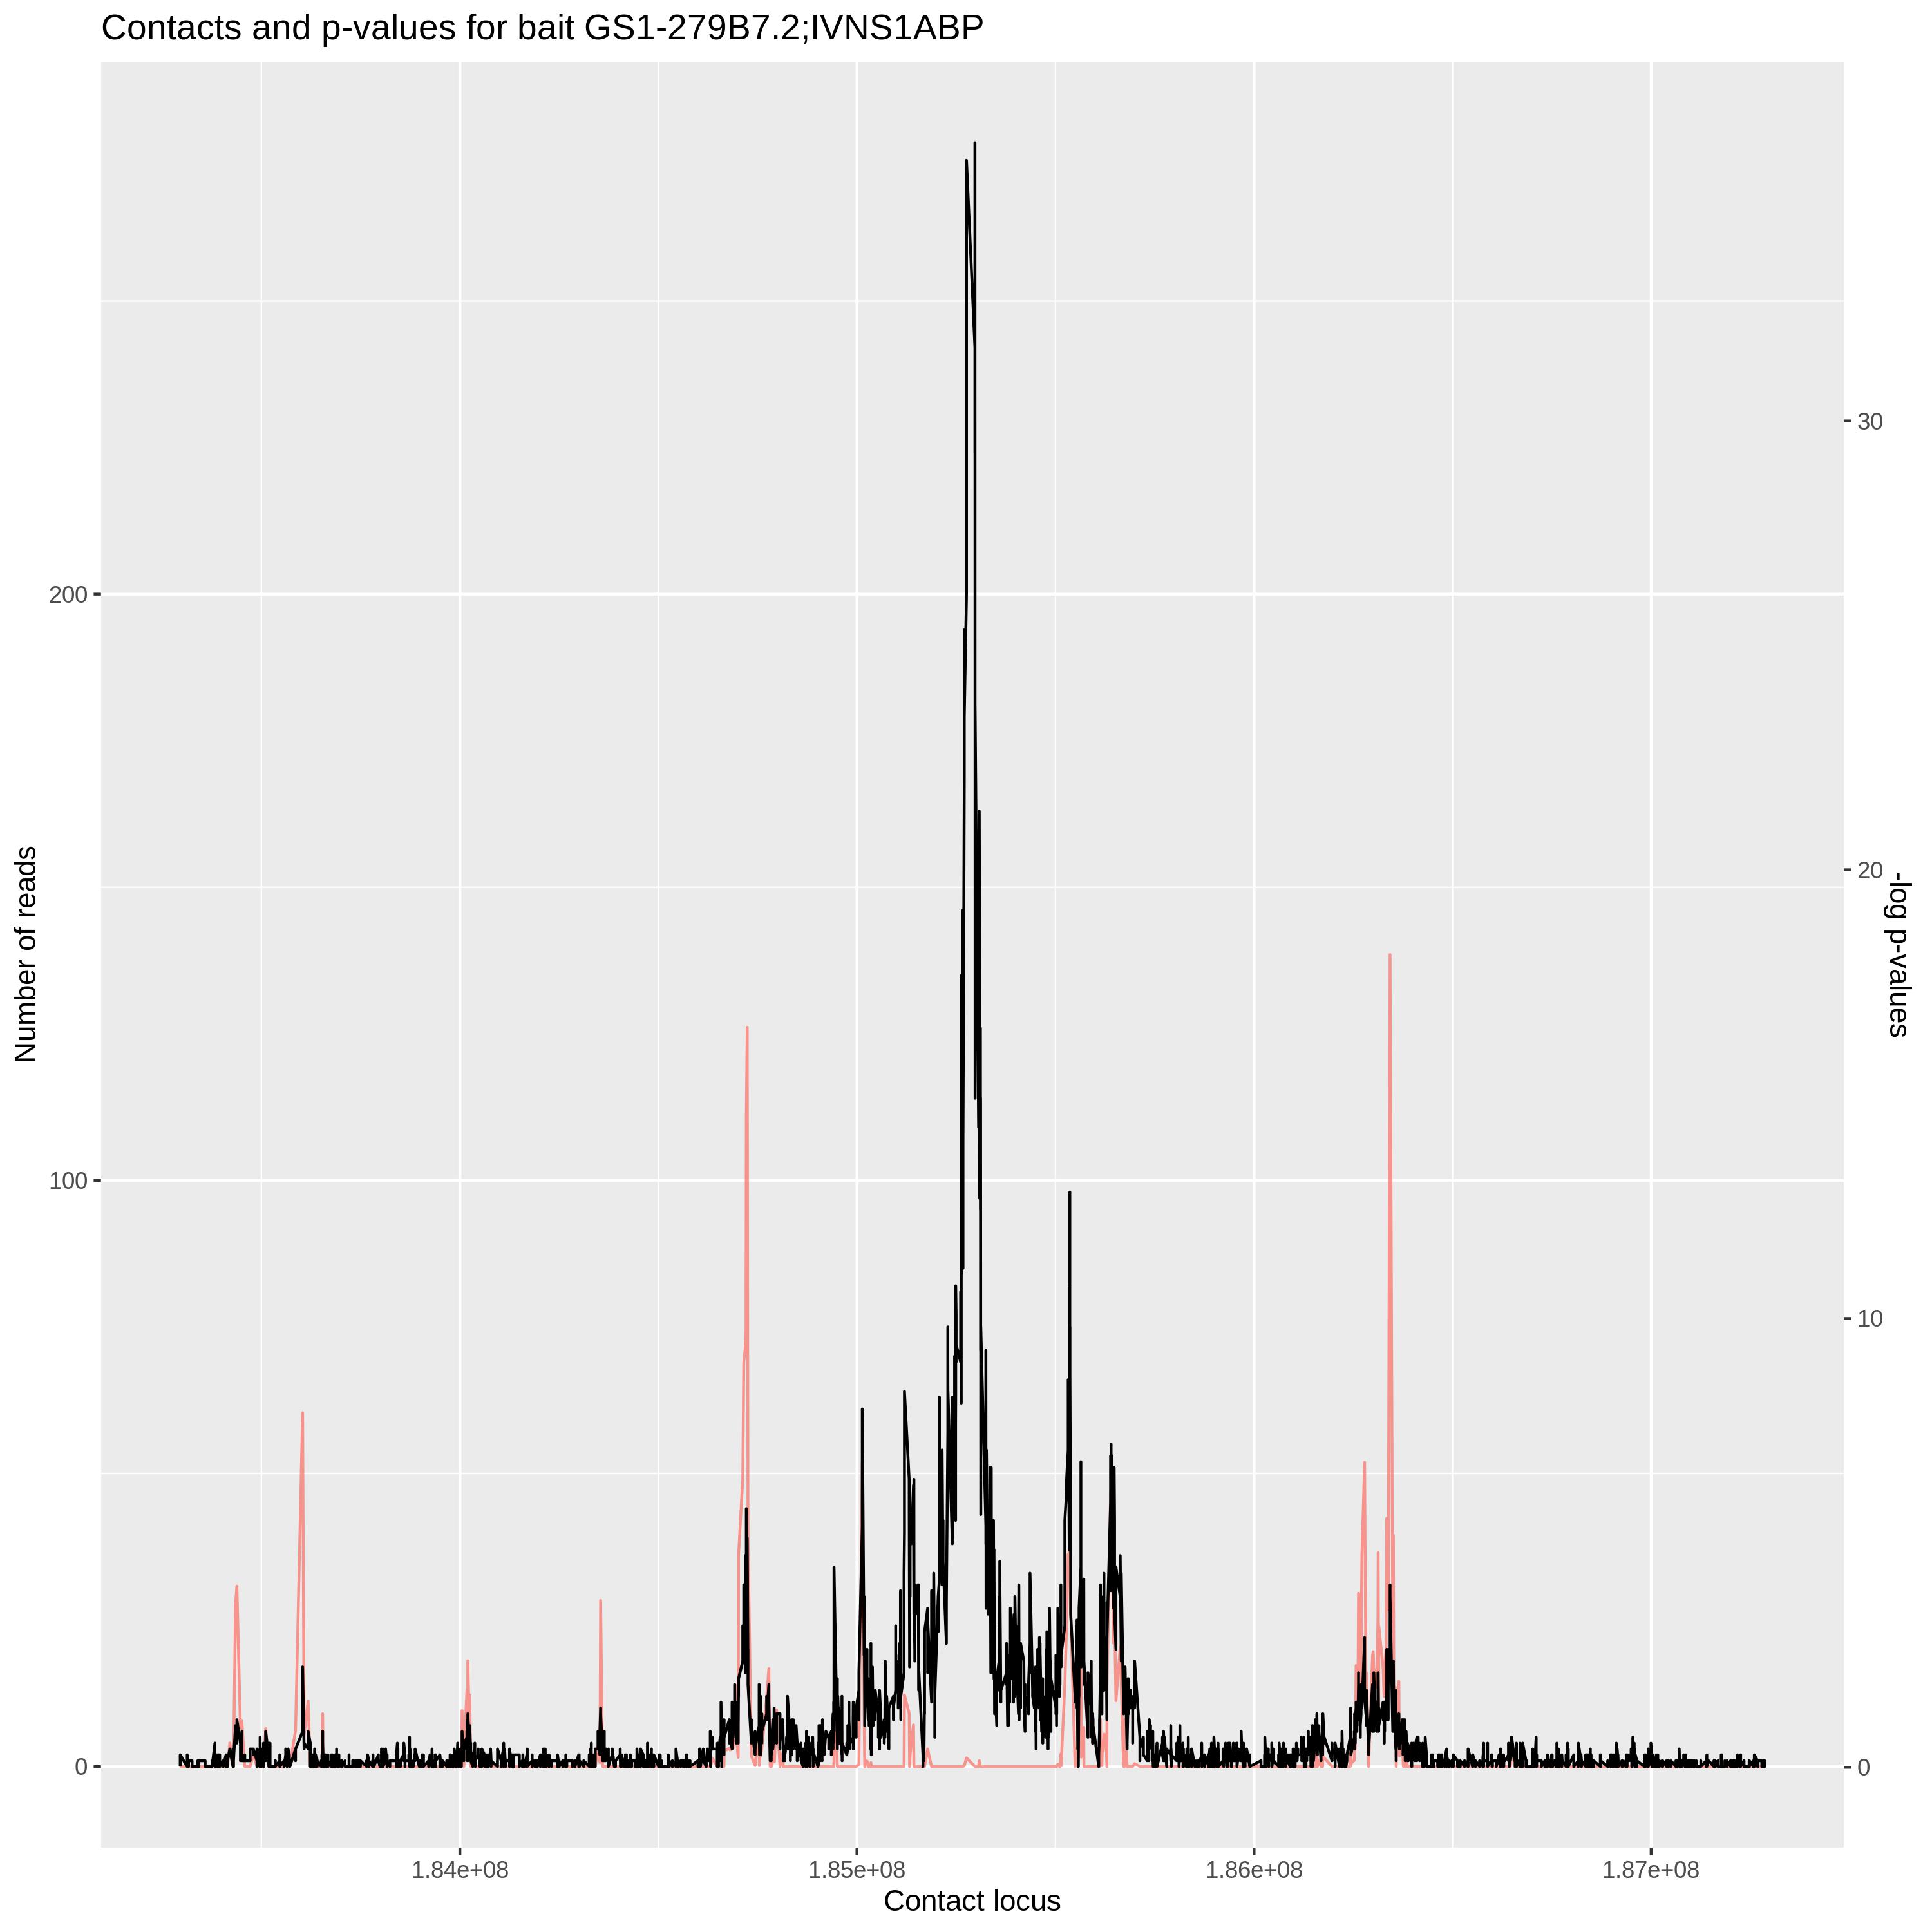 Contacts and p-values for bait GS1-279B7.2;IVNS1ABP
Number of reads
200
100
0
30
20
10
0
-log p-values
1.84e+08
1.85e+08
1.86e+08
1.87e+08
Contact locus